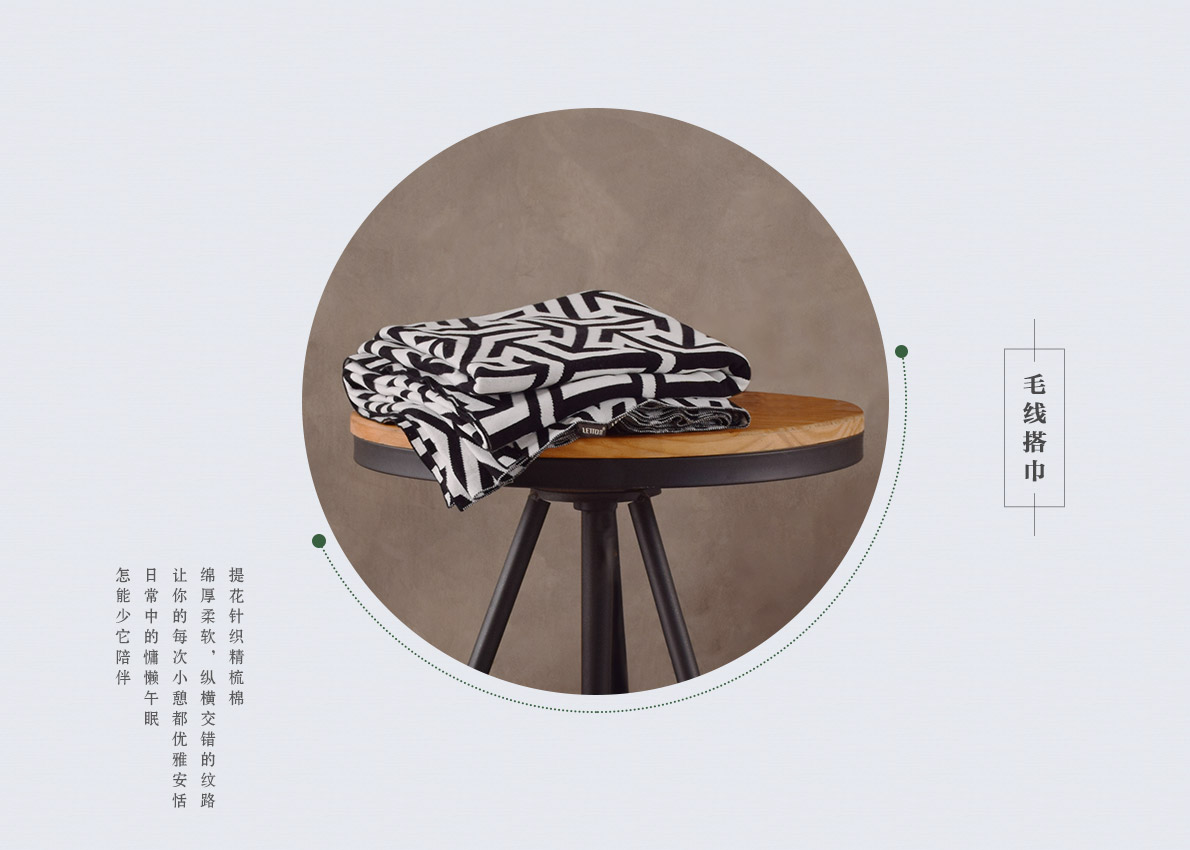 毛线搭巾
提花针织精梳棉
绵厚柔软，纵横交错的纹路
让你的每次小憩都优雅安恬
日常中的慵懒午眠
怎能少它陪伴